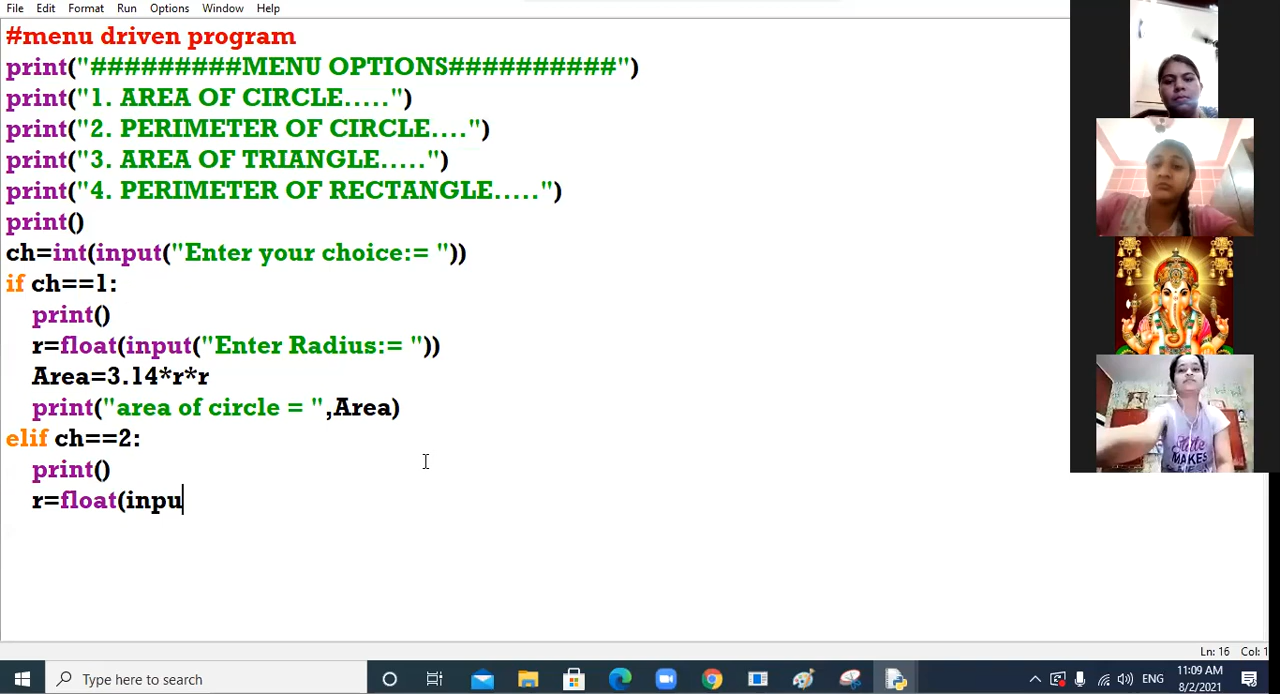 File Edit Format Run Options Window Help
#menu driven program
print("#########MENU OPTIONS##########")
print("1. AREA OF CIRCLE.....")
print("2. PERIMETER OF CIRCLE....")
print("3. AREA OF TRIANGLE.....")
print("4. PERIMETER OF RECTANGLE.....")
print()
ch=int(input("Enter your choice:= "))
if ch==1:
print()
r=float(input("Enter Radius:= "))
Area=3.14*r*r
print("area of circle = ",Area)
elif ch==2:
print()
r=float(inpu
MAKES
Ln: 16 Col: 1
Type here to search
ENG
11:09 AM
8/2/2021